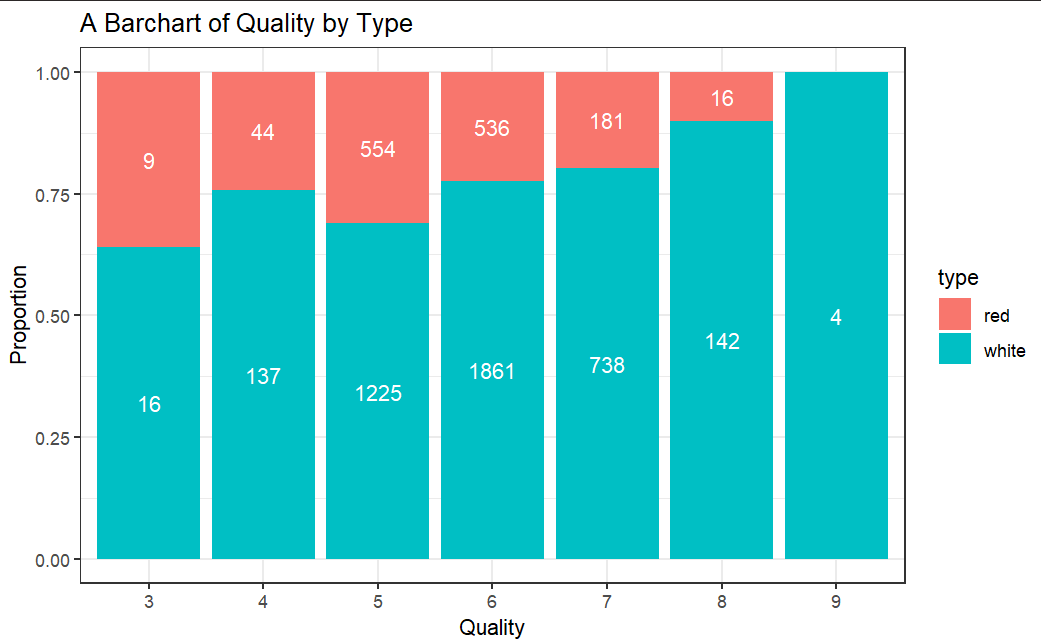 A Barchart of Quality by Type
1.00
0.75
0.50
0.25
0.00
Proportion
9
44
554
536
181
16
16
137
1225
1861
738
142
4
3 4 5 6 7 8 9
Quality
type
red
white